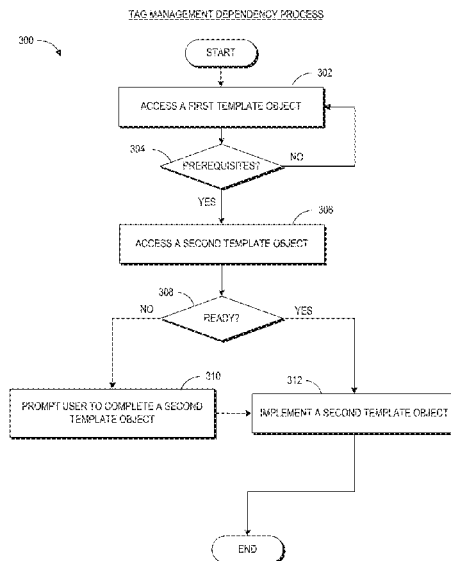 TAG MANAGEMENT DEPENDENCY PROCESS
300
START
302
ACCESS A FIRST TEMPLATE OBJECT
304
PREREQUISITES?
NO
YES
306
ACCESS A SECOND TEMPLATE OBJECT
308
NO
READY?
YES
310
312
PROMPT USER TO COMPLETE A SECOND
TEMPLATE OBJECT
IMPLEMENT A SECOND TEMPLATE OBJECT
END